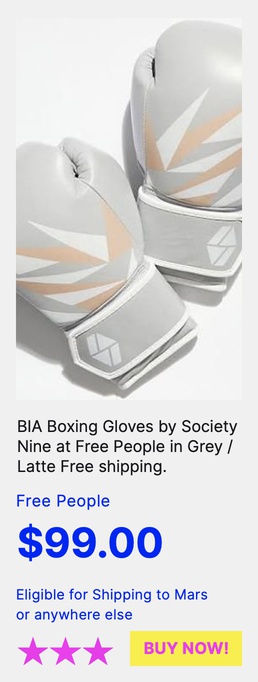 BIA Boxing Gloves by Society
Nine at Free People in Grey /
Latte Free shipping.
Free People
$99.00
Eligible for Shipping to Mars
or anywhere else
BUY NOW!